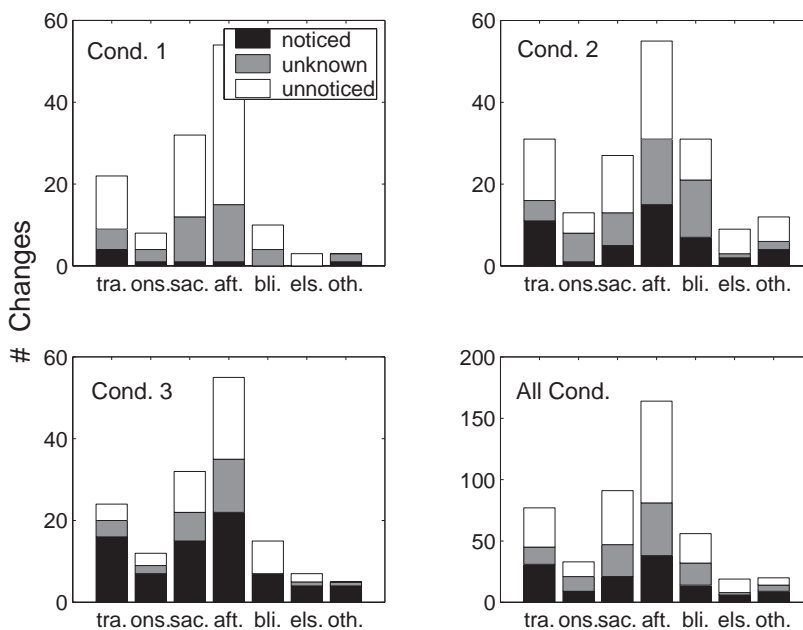 # Changes
60
40
20
0
Cond. 1
noticed
unknown
unnoticed
tra. ons. sac. aft. bli. els. oth.
60
40
20
0
Cond. 2
tra. ons. sac. aft. bli. els. oth.
60
40
20
0
Cond. 3
tra. ons. sac. aft. bli. els. oth.
200
150
100
50
0
All Cond.
tra. ons. sac. aft. bli. els. oth.